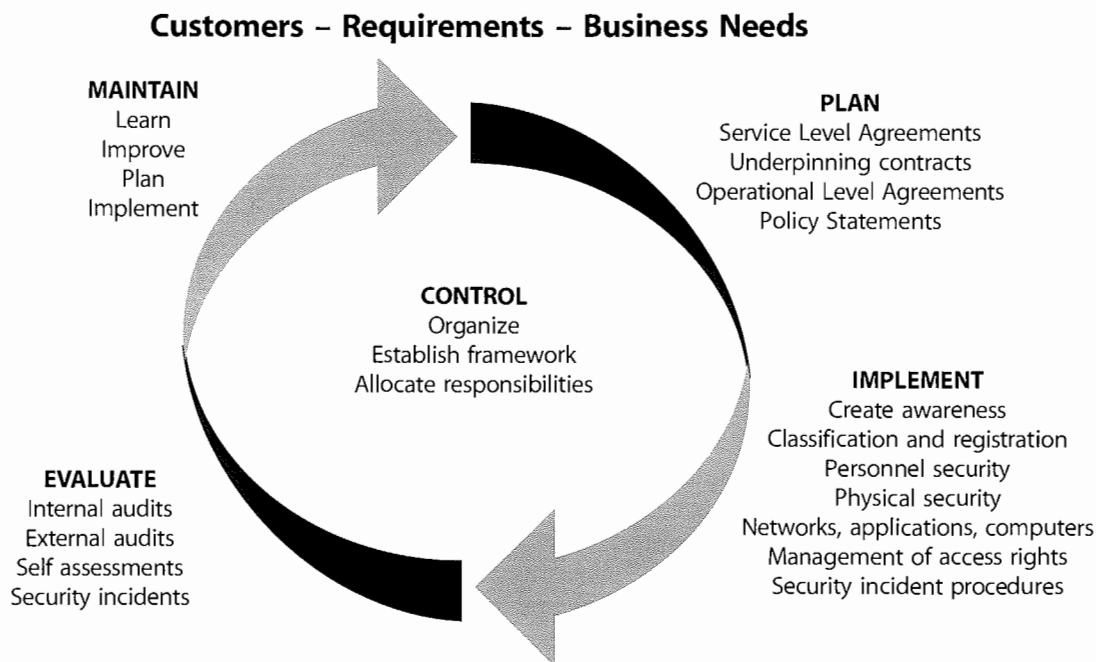 Customers – Requirements – Business Needs
MAINTAIN
Learn
Improve
Plan
Implement
PLAN
Service Level Agreements
Underpinning contracts
Operational Level Agreements
Policy Statements
CONTROL
Organize
Establish framework
Allocate responsibilities
IMPLEMENT
Create awareness
Classification and registration
Personnel security
Physical security
Networks, applications, computers
Management of access rights
Security incident procedures
EVALUATE
Internal audits
External audits
Self assessments
Security incidents